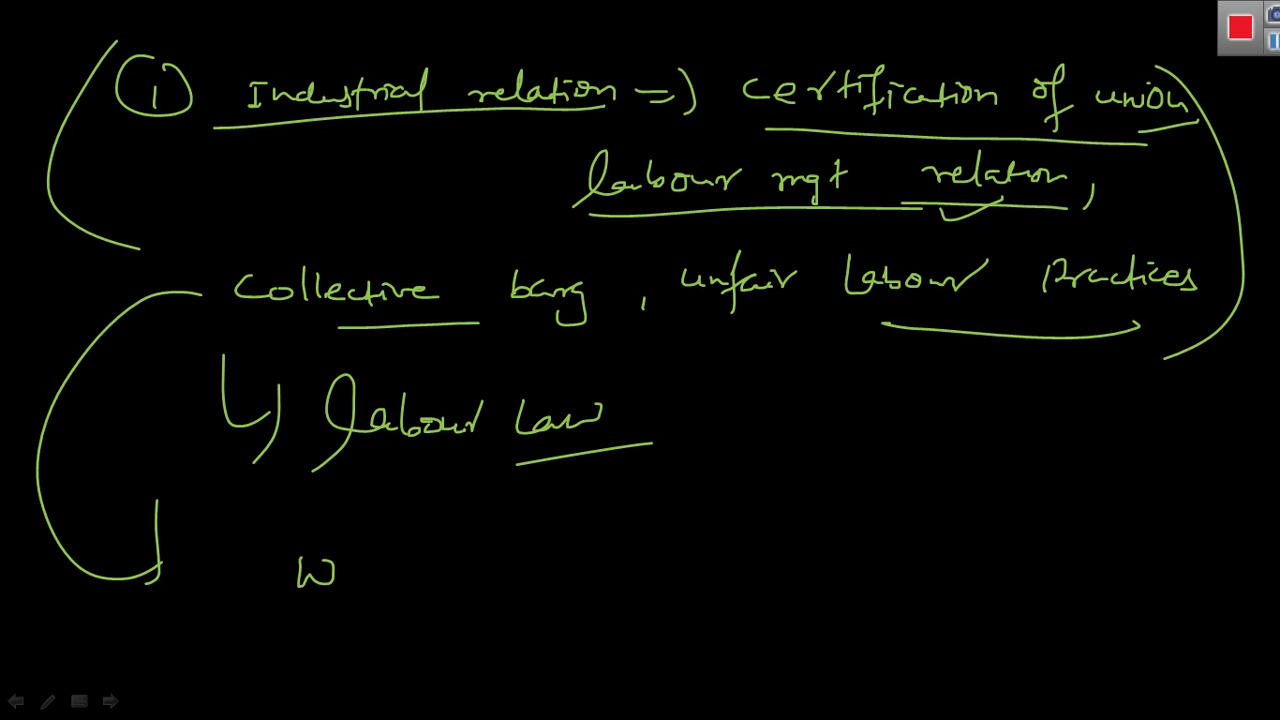 (1) Industrial relation => certification of union
labour mgt relation,
Collective barg, unfair labour practices
↳ labour law
W